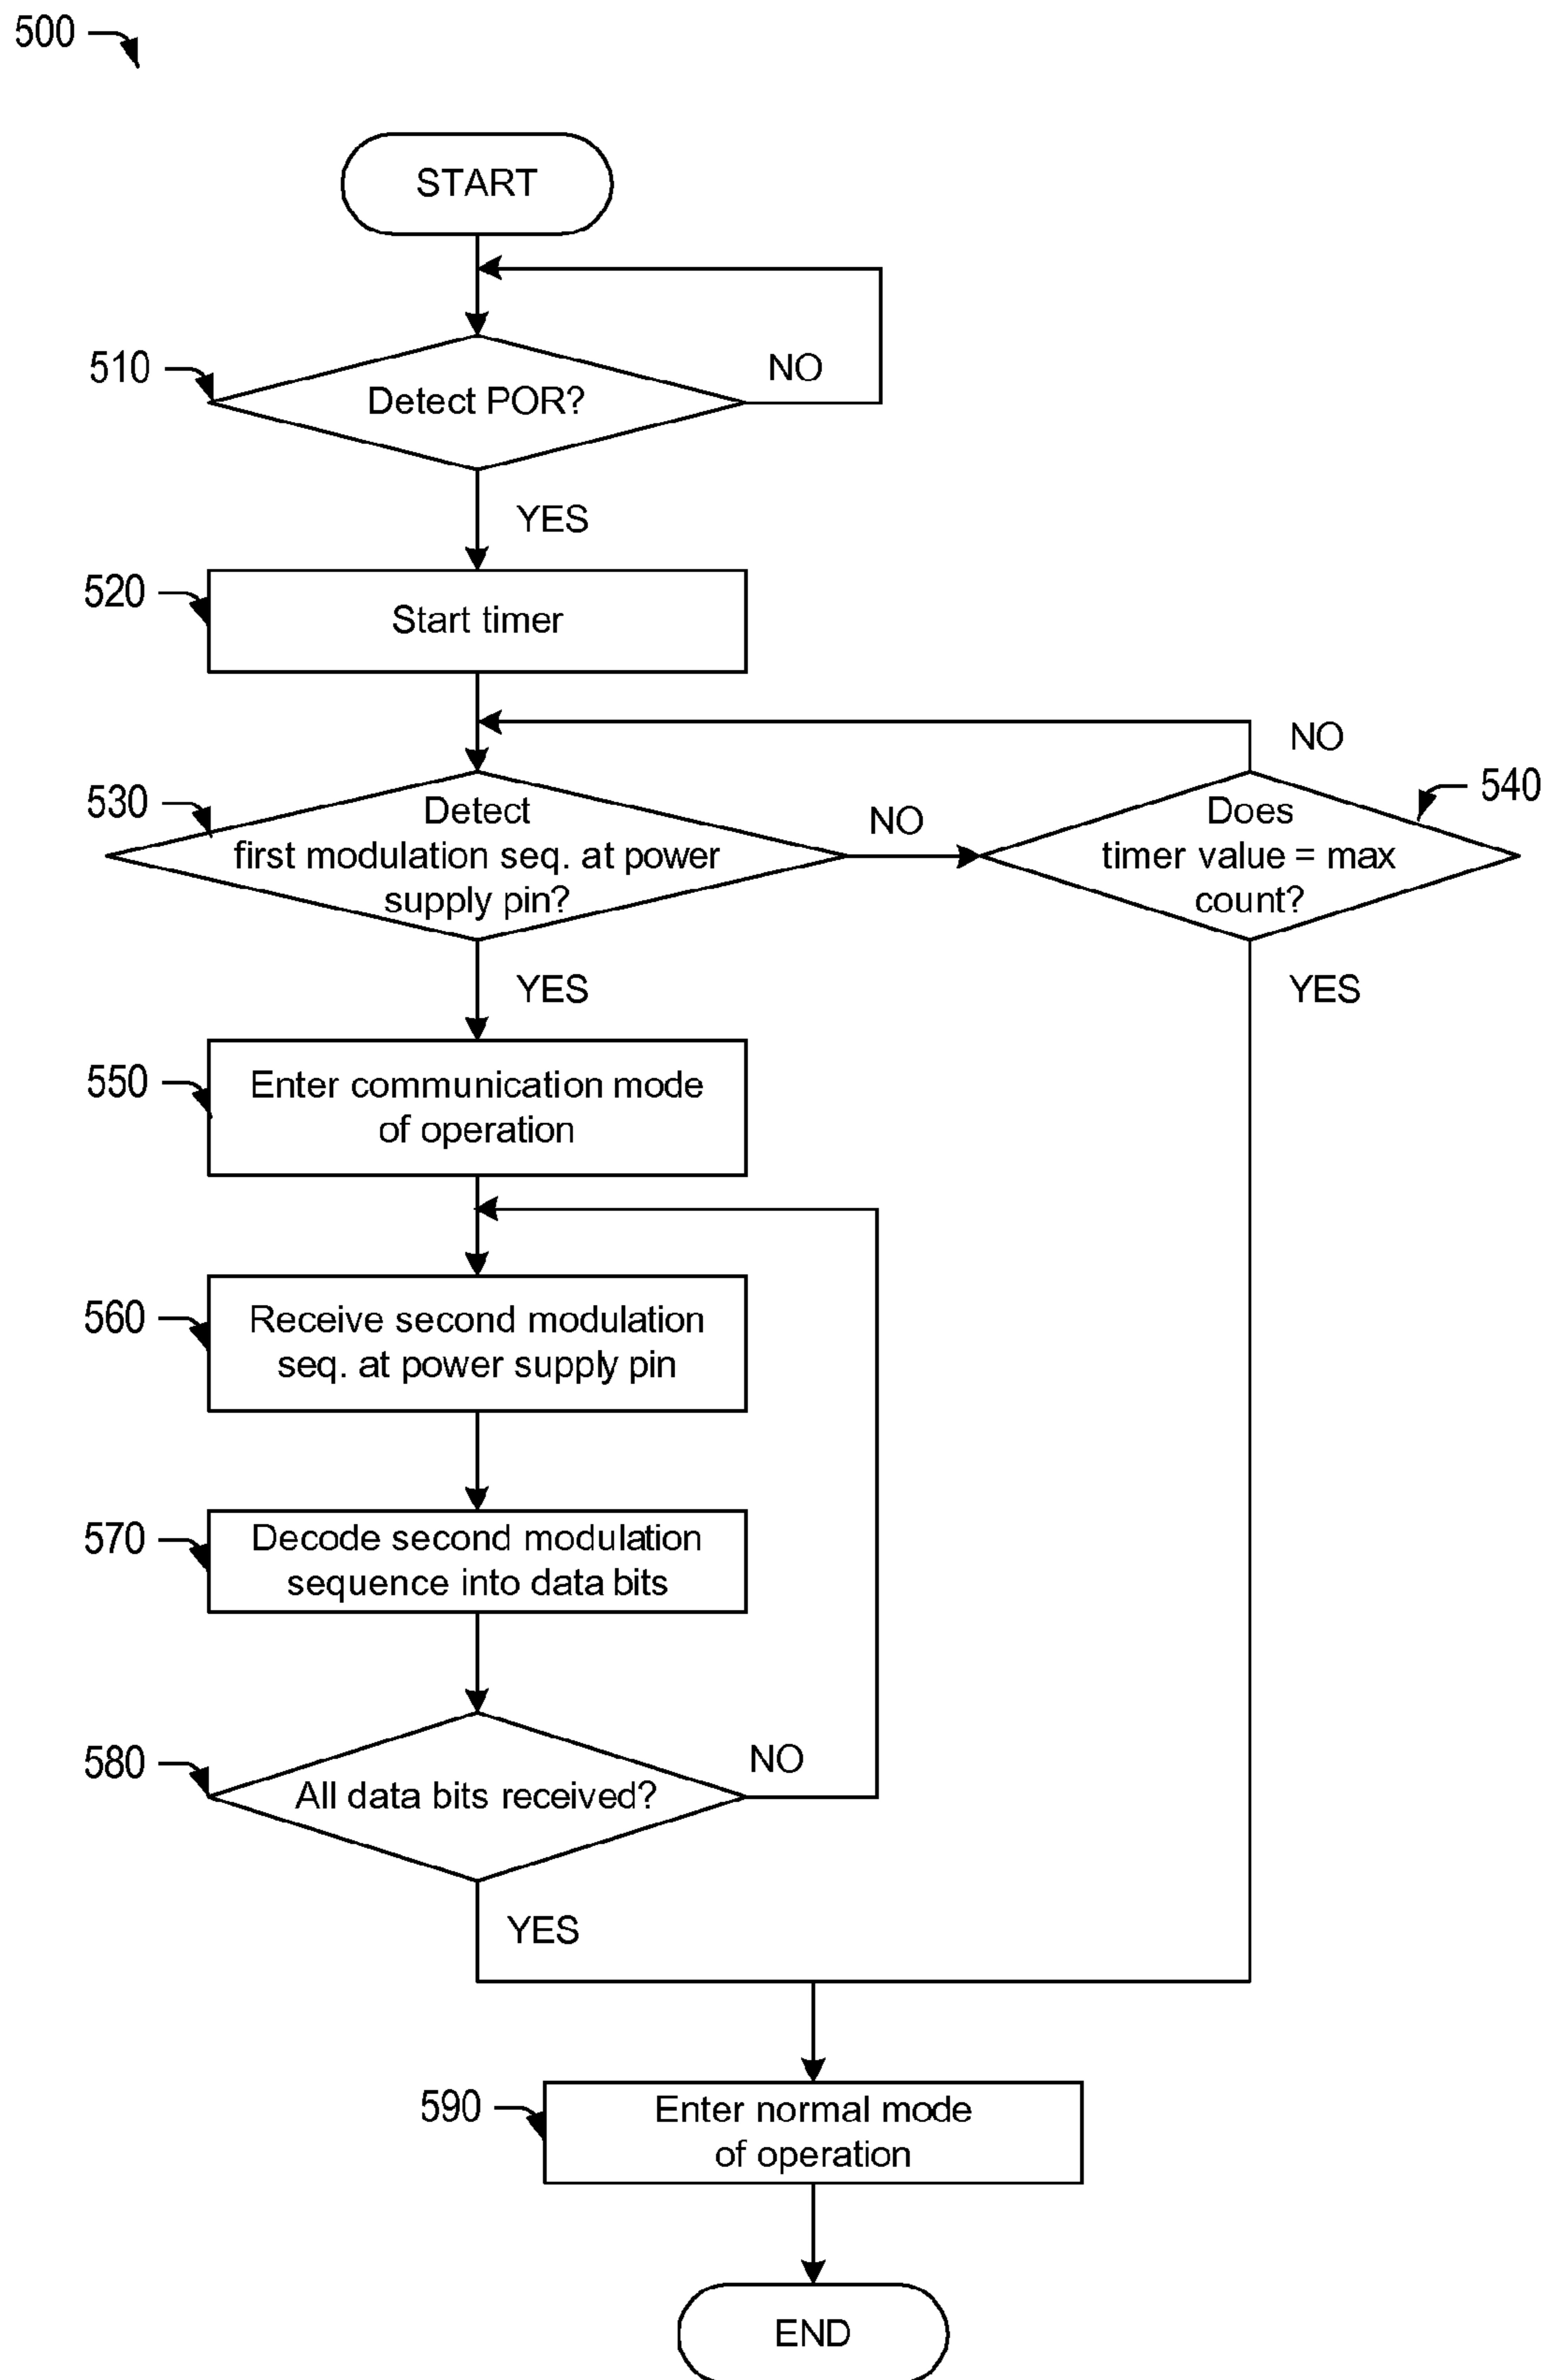 500
START
510
Detect POR?
NO
YES
520
Start timer
NO
530
Detect
first modulation seq. at power
supply pin?
NO
540
Does
timer value = max
count?
YES
YES
550
Enter communication mode
of operation
560
Receive second modulation
seq. at power supply pin
570
Decode second modulation
sequence into data bits
580
All data bits received?
NO
YES
590
Enter normal mode
of operation
END